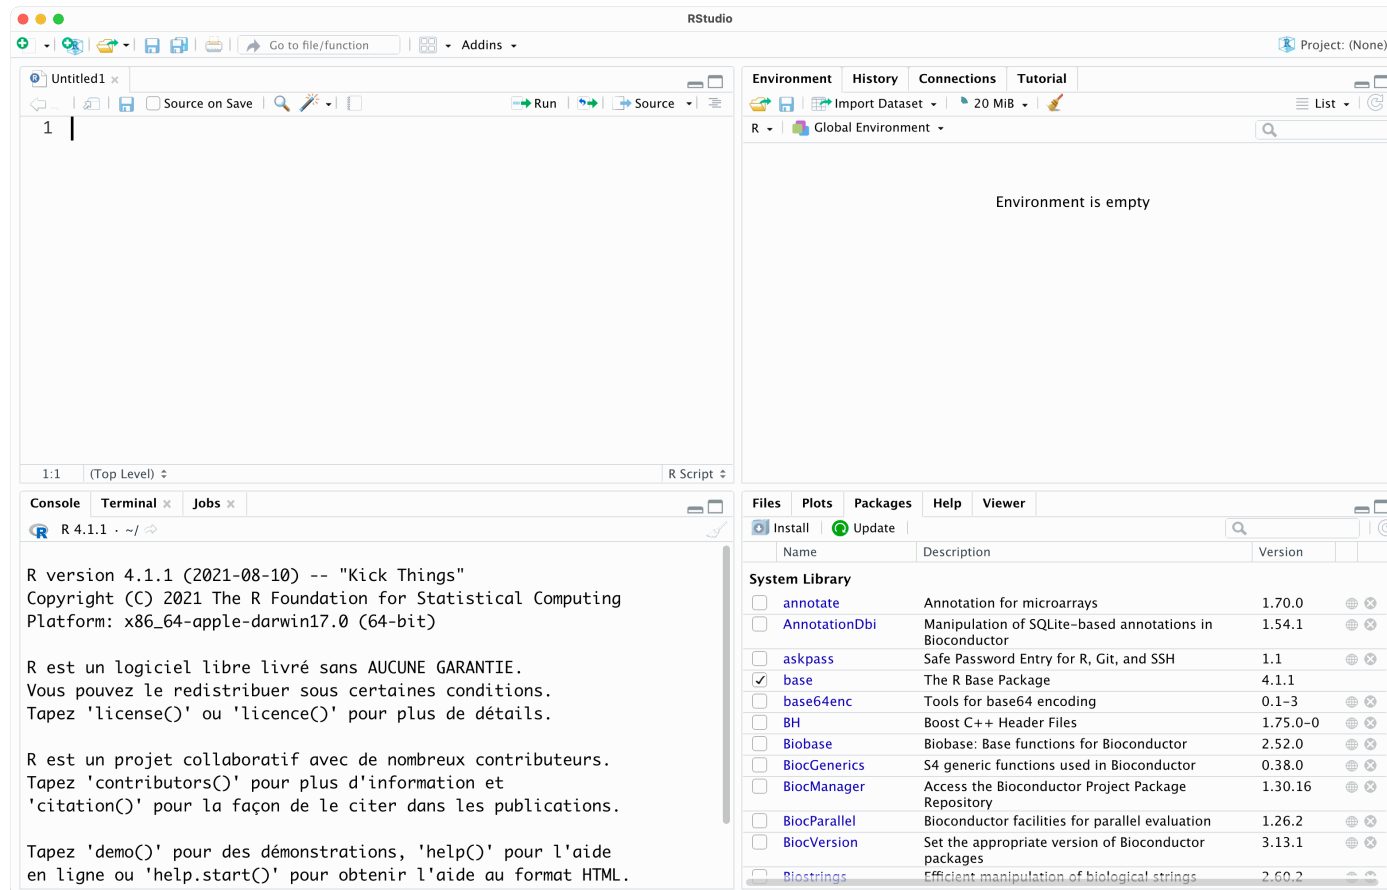 RStudio
Go to file/function Addins Project: (None)
Untitled1
Source on Save Run Source
1
1:1 (Top Level) R Script
Environment History Connections Tutorial
Import Dataset 20 MiB List
R Global Environment
Environment is empty
Console Terminal Jobs
R 4.1.1 · ~/
R version 4.1.1 (2021-08-10) -- "Kick Things"
Copyright (C) 2021 The R Foundation for Statistical Computing
Platform: x86_64-apple-darwin17.0 (64-bit)
R est un logiciel libre livré sans AUCUNE GARANTIE.
Vous pouvez le redistribuer sous certaines conditions.
Tapez 'license()' ou 'licence()' pour plus de détails.
R est un projet collaboratif avec de nombreux contributeurs.
Tapez 'contributors()' pour plus d'information et
'citation()' pour la façon de le citer dans les publications.
Tapez 'demo()' pour des démonstrations, 'help()' pour l'aide
en ligne ou 'help.start()' pour obtenir l'aide au format HTML.
Files Plots Packages Help Viewer
Install Update
Name Description Version
System Library
annotate Annotation for microarrays 1.70.0
AnnotationDbi Manipulation of SQLite-based annotations in 1.54.1
Bioconductor
askpass Safe Password Entry for R, Git, and SSH 1.1
base The R Base Package 4.1.1
base64enc Tools for base64 encoding 0.1-3
BH Boost C++ Header Files 1.75.0-0
Biobase Biobase: Base functions for Bioconductor 2.52.0
BiocGenerics S4 generic functions used in Bioconductor 0.38.0
BiocManager Access the Bioconductor Project Package 1.30.16
Repository
BiocParallel Bioconductor facilities for parallel evaluation 1.26.2
BiocVersion Set the appropriate version of Bioconductor 3.13.1
packages
Biostrings Efficient manipulation of biological strings 2.60.2